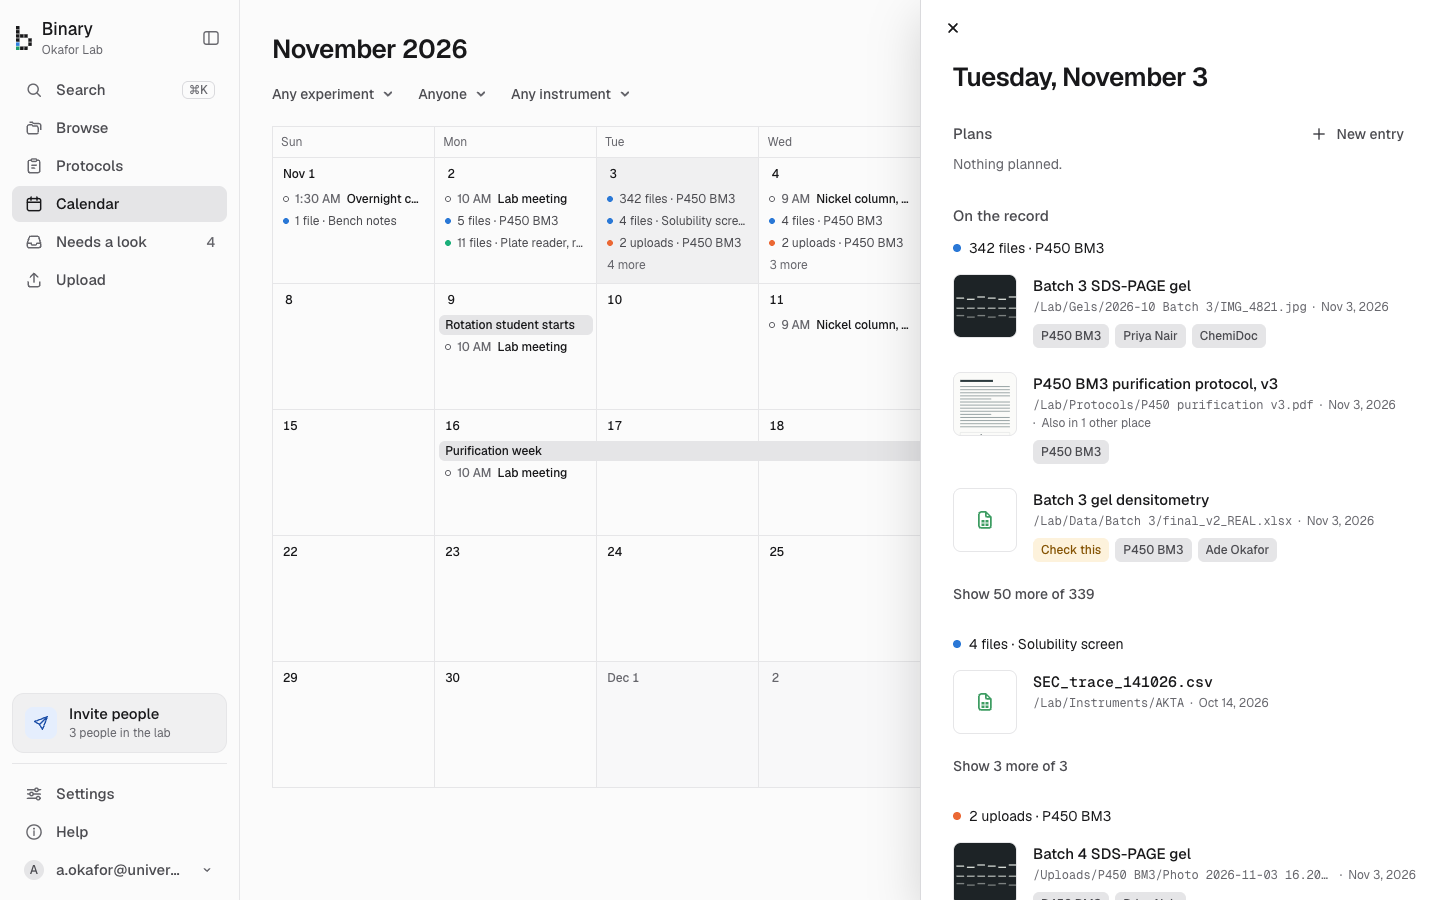 Binary
Okafor Lab
Search
⌘K
Browse
Protocols
Calendar
Needs a look
4
Upload
Invite people
3 people in the lab
Settings
Help
A
a.okafor@univer...
November 2026
Any experiment
Anyone
Any instrument
Sun
Mon
Tue
Wed
Nov 1
1:30 AM Overnight c...
1 file · Bench notes
2
10 AM Lab meeting
5 files · P450 BM3
11 files · Plate reader, r...
3
342 files · P450 BM3
4 files · Solubility scre...
2 uploads · P450 BM3
4 more
4
9 AM Nickel column, ...
4 files · P450 BM3
2 uploads · P450 BM3
3 more
8
9
Rotation student starts
10 AM Lab meeting
10
11
9 AM Nickel column, ...
15
16
Purification week
10 AM Lab meeting
17
18
22
23
24
25
29
30
Dec 1
2
Tuesday, November 3
Plans
New entry
Nothing planned.
On the record
342 files · P450 BM3
Batch 3 SDS-PAGE gel
/Lab/Gels/2026-10 Batch 3/IMG_4821.jpg · Nov 3, 2026
P450 BM3
Priya Nair
ChemiDoc
P450 BM3 purification protocol, v3
/Lab/Protocols/P450 purification v3.pdf · Nov 3, 2026
· Also in 1 other place
P450 BM3
Batch 3 gel densitometry
/Lab/Data/Batch 3/final_v2_REAL.xlsx · Nov 3, 2026
Check this
P450 BM3
Ade Okafor
Show 50 more of 339
4 files · Solubility screen
SEC_trace_141026.csv
/Lab/Instruments/AKTA · Oct 14, 2026
Show 3 more of 3
2 uploads · P450 BM3
Batch 4 SDS-PAGE gel
/Uploads/P450 BM3/Photo 2026-11-03 16.20... · Nov 3, 2026
P450 BM3
Priya Nair